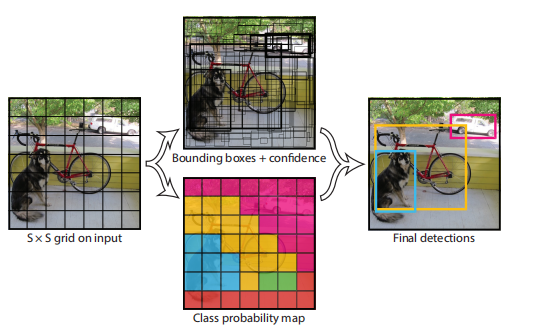 Bounding boxes + confidence
S × S grid on input
Final detections
Class probability map